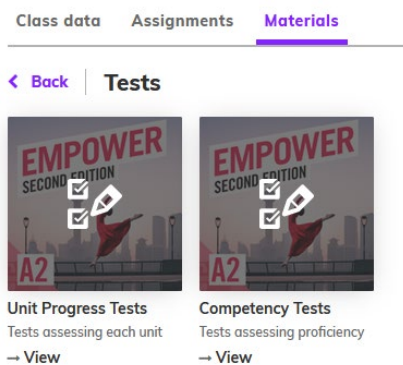 Class data Assignments Materials
Back Tests
EMPOWER
SECOND EDITION
A2
EMPOWER
SECOND EDITION
A2
Unit Progress Tests
Tests assessing each unit
→ View
Competency Tests
Tests assessing proficiency
→ View